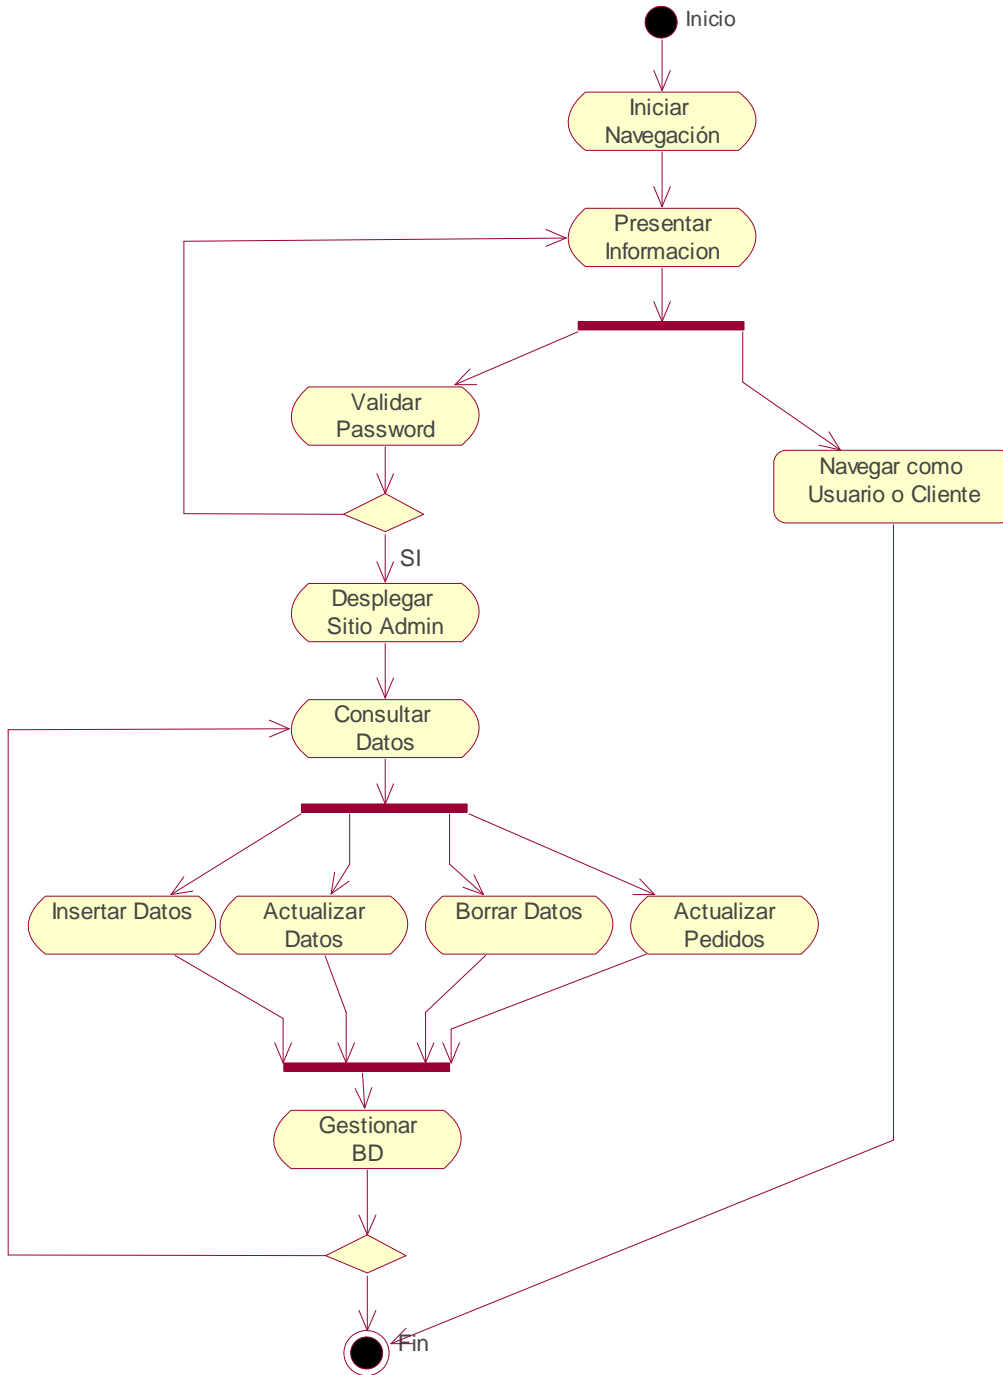 Inicio
Iniciar
Navegación
Presentar
Informacion
Validar
Password
Navegar como
Usuario o Cliente
SI
Desplegar
Sitio Admin
Consultar
Datos
Insertar Datos
Actualizar
Datos
Borrar Datos
Actualizar
Pedidos
Gestionar
BD
Fin